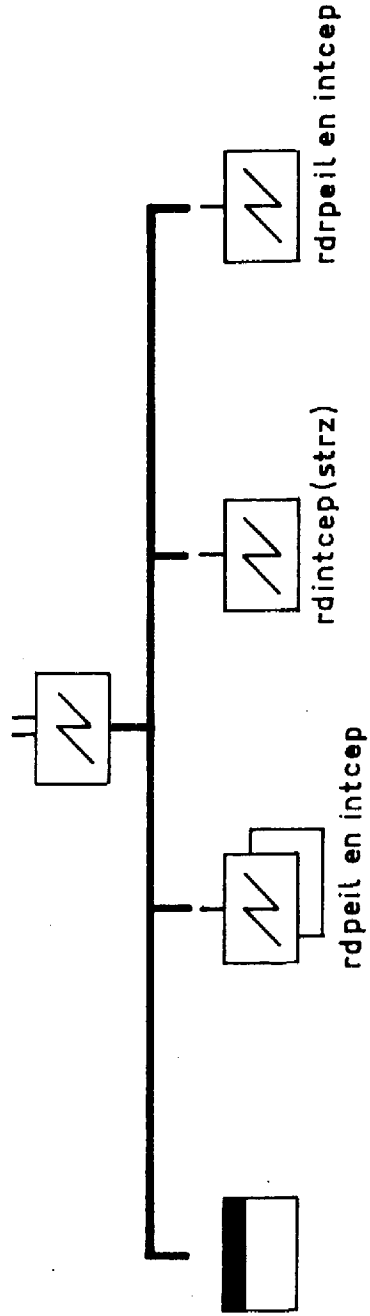 rdpeil en intcep
rdintcep(strz)
rdrpeil en intcep